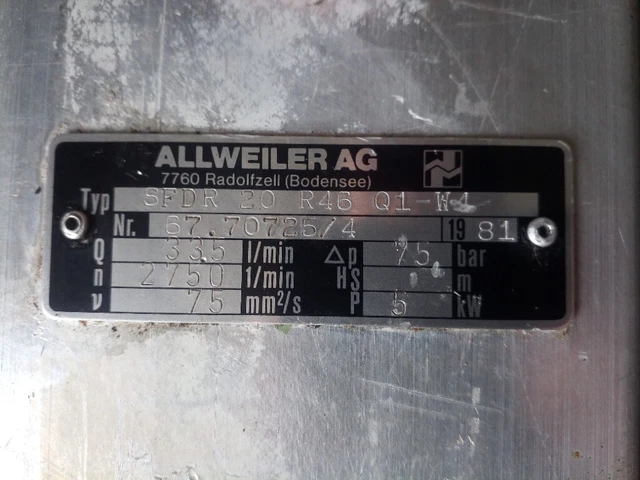 ALLWEILER AG
7760 Radolfzell (Bodensee)
Typ SFDR 20 R46 Q1-W4
Nr. 67.70725/4 19 81
Q 335 l/min Δp 75 bar
n 2750 1/min HS m
ν 75 mm²/s P 5 kW